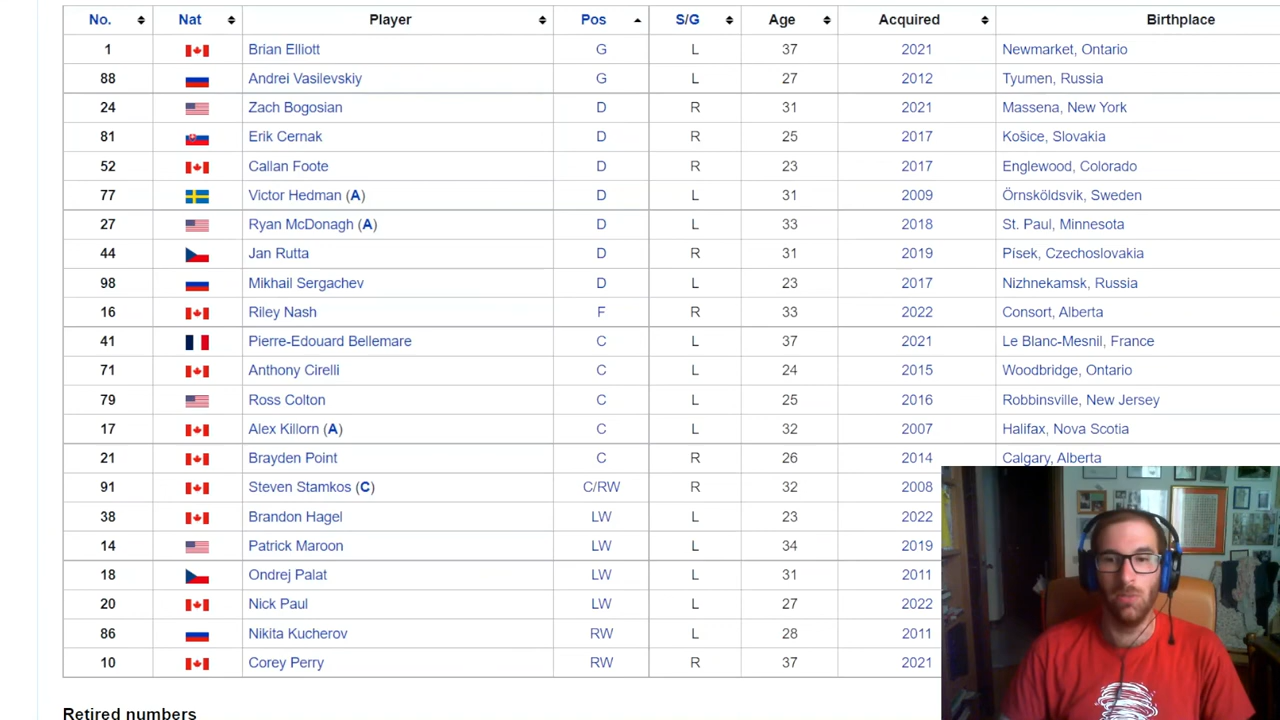 No. Nat Player Pos S/G Age Acquired Birthplace
1 Brian Elliott G L 37 2021 Newmarket, Ontario
88 Andrei Vasilevskiy G L 27 2012 Tyumen, Russia
24 Zach Bogosian D R 31 2021 Massena, New York
81 Erik Cernak D R 25 2017 Košice, Slovakia
52 Callan Foote D R 23 2017 Englewood, Colorado
77 Victor Hedman (A) D L 31 2009 Örnsköldsvik, Sweden
27 Ryan McDonagh (A) D L 33 2018 St. Paul, Minnesota
44 Jan Rutta D R 31 2019 Písek, Czechoslovakia
98 Mikhail Sergachev D L 23 2017 Nizhnekamsk, Russia
16 Riley Nash F R 33 2022 Consort, Alberta
41 Pierre-Edouard Bellemare C L 37 2021 Le Blanc-Mesnil, France
71 Anthony Cirelli C L 24 2015 Woodbridge, Ontario
79 Ross Colton C L 25 2016 Robbinsville, New Jersey
17 Alex Killorn (A) C L 32 2007 Halifax, Nova Scotia
21 Brayden Point C R 26 2014 Calgary, Alberta
91 Steven Stamkos (C) C/RW R 32 2008
38 Brandon Hagel LW L 23 2022
14 Patrick Maroon LW L 34 2019
18 Ondrej Palat LW L 31 2011
20 Nick Paul LW L 27 2022
86 Nikita Kucherov RW L 28 2011
10 Corey Perry RW R 37 2021
Retired numbers